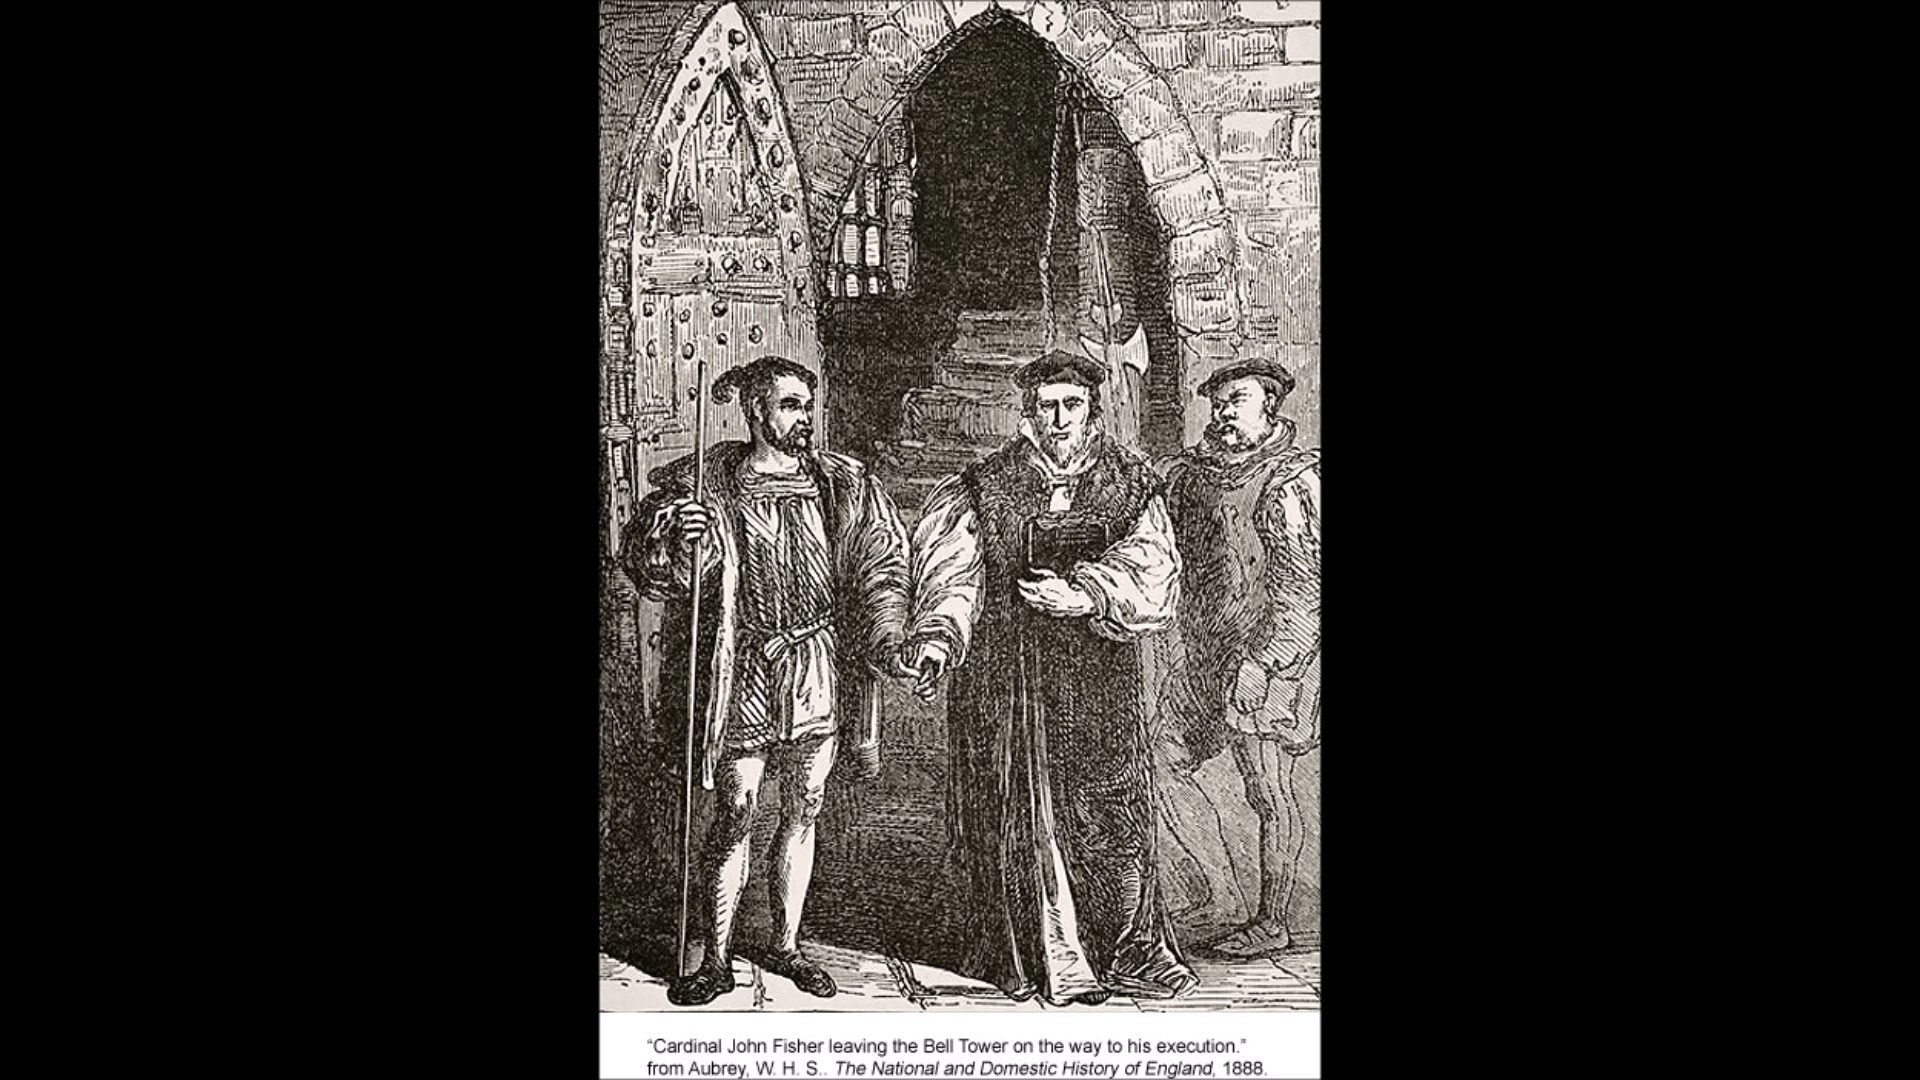 “Cardinal John Fisher leaving the Bell Tower on the way to his execution.”
from Aubrey, W. H. S.. The National and Domestic History of England, 1888.